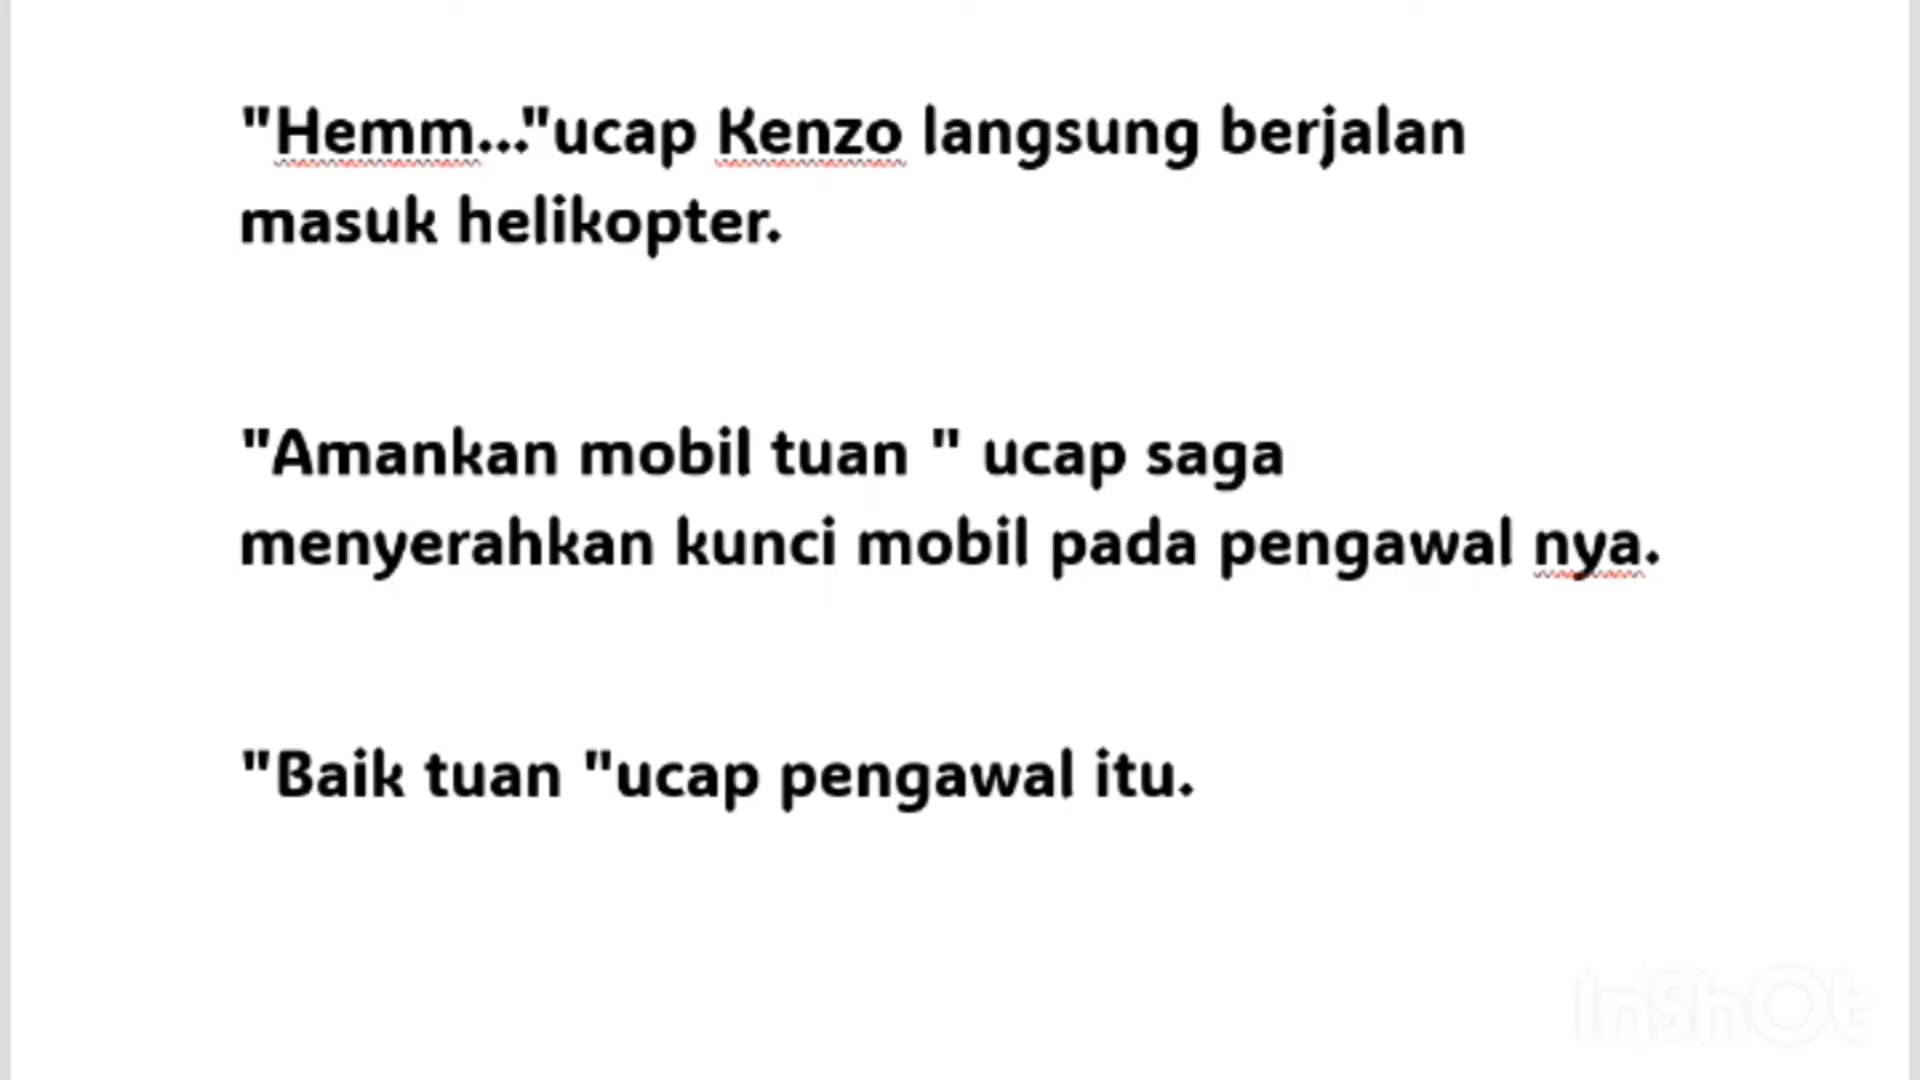 "Hemm..."ucap Kenzo langsung berjalan
masuk helikopter.
"Amankan mobil tuan " ucap saga
menyerahkan kunci mobil pada pengawal nya.
"Baik tuan "ucap pengawal itu.
InShOt